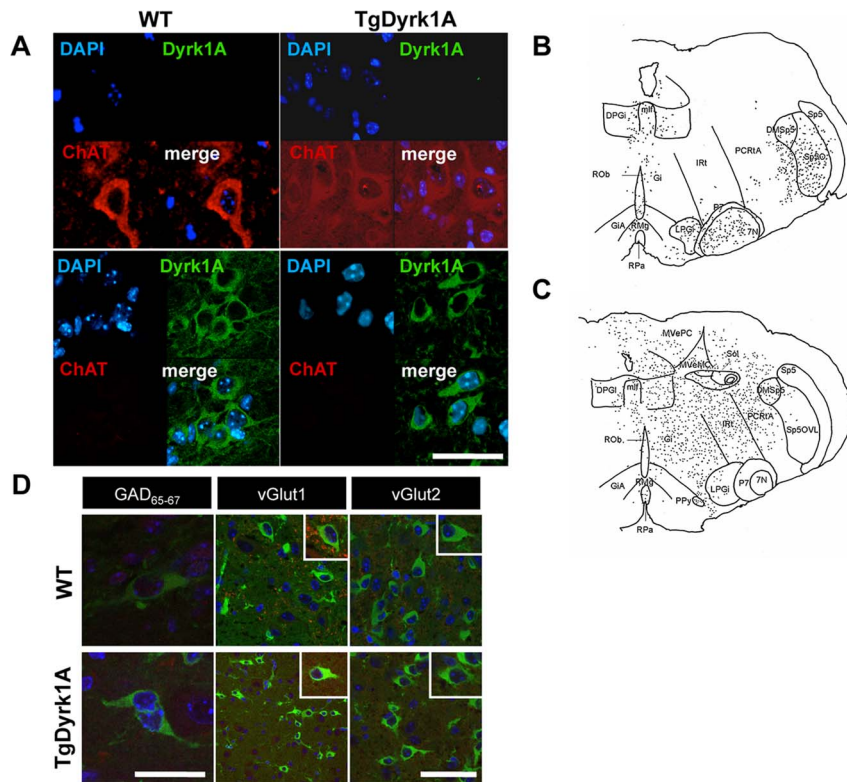 WT
TgDyrk1A
A
DAPI
Dyrk1A
DAPI
Dyrk1A
ChAT
merge
ChAT
merge
DAPI
Dyrk1A
DAPI
Dyrk1A
ChAT
merge
ChAT
merge
B
DPGi
mlf
Sp5
DMSp5
Sp5O
PCRtA
IRt
ROb
Gi
P7
GiA
RMg
LPGi
7N
RPa
C
MVePC
Sol
MVeMC
Sp5
DPGI
mlf
DMSp5
PCRtA
IRt
Sp5OVL
ROb
Gi
7N
GiA
RMg
LPGi
P7
PPy
RPa
D
GAD65-67
vGlut1
vGlut2
WT
TgDyrk1A